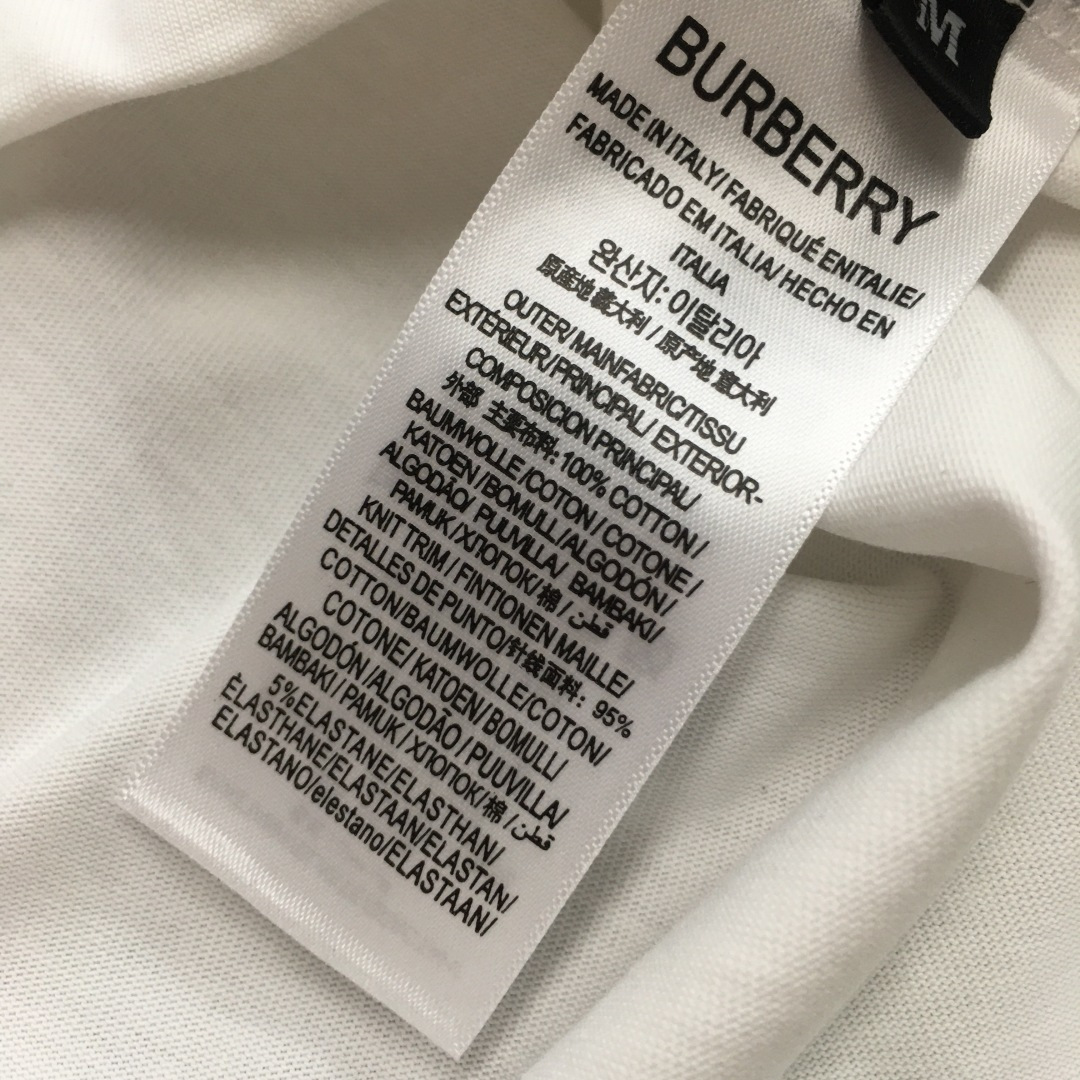 M
BURBERRY
MADE IN ITALY/FABRIQUÉ ENITALIE/
FABRICADO EM ITALIA/ HECHO EN
ITALIA
완산지: 이탈리아
原產地 義大利 / 原产地 意大利
OUTER/ MAINFABRIC/TISSU
EXTÉRIEUR/PRINCIPAL/ EXTERIOR-
COMPOSICION PRINCIPAL/
外部 主要布料: 100% COTTON/
BAUMWOLLE/COTON/ COTONE/
KATOEN/BOMULL/ALGODÓN/
ALGODÃO/ PUUVILLA/ BAMBAKI/
PAMUK/ХЛОПОК/棉 / قطن
KNIT TRIM / FINTIONEN MAILLE/
DETALLES DE PUNTO/针线面料: 95%
COTTON/BAUMWOLLE/COTON/
COTONE/ KATOEN/BOMULL/
ALGODÓN/ALGODÃO/PUUVILLA/
BAMBAKI/ PAMUK/ХЛОПОК/棉 / قطن
5%ELASTANE/ELASTHAN/
ÉLASTHANE/ELASTAAN/ELASTAN/
ELASTANO/elestano/ELASTAAN/